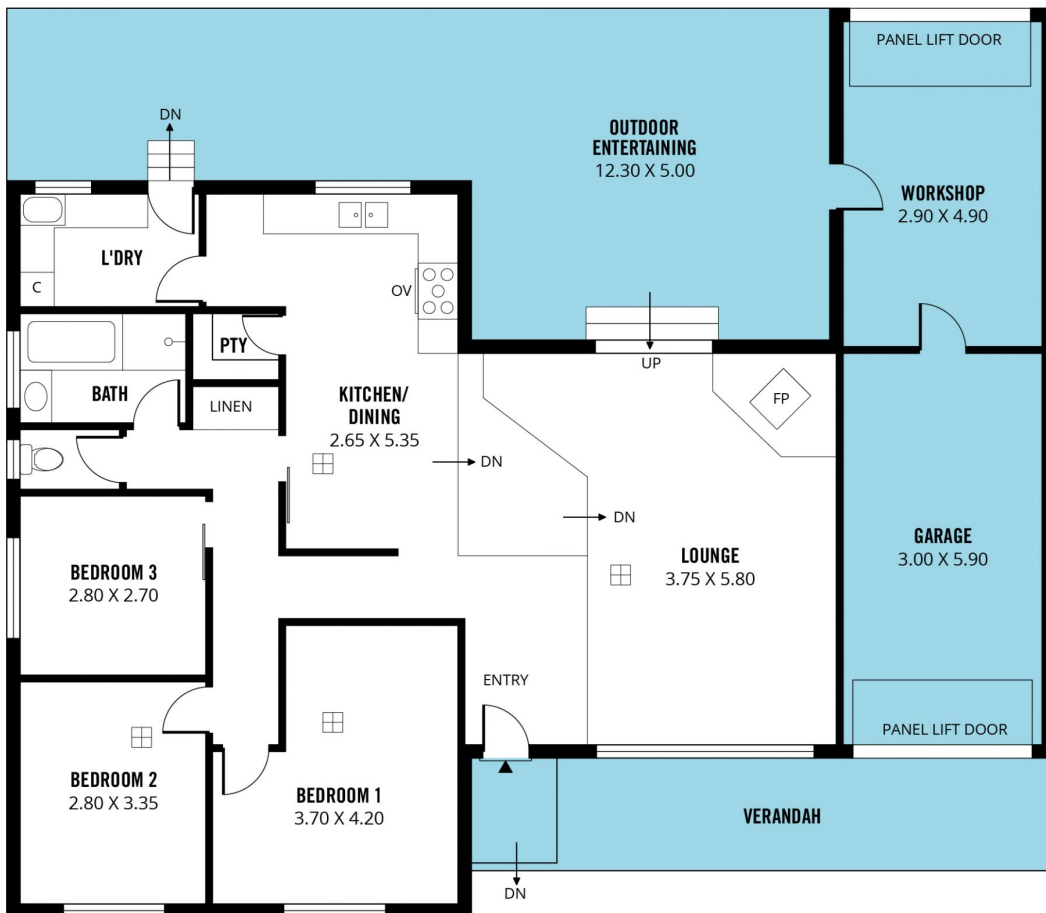 PANEL LIFT DOOR
DN
OUTDOOR
ENTERTAINING
12.30 X 5.00
WORKSHOP
2.90 X 4.90
L'DRY
C
OV
PTY
UP
BATH
LINEN
KITCHEN/
DINING
2.65 X 5.35
FP
DN
DN
LOUNGE
3.75 X 5.80
GARAGE
3.00 X 5.90
BEDROOM 3
2.80 X 2.70
ENTRY
PANEL LIFT DOOR
BEDROOM 2
2.80 X 3.35
BEDROOM 1
3.70 X 4.20
VERANDAH
DN